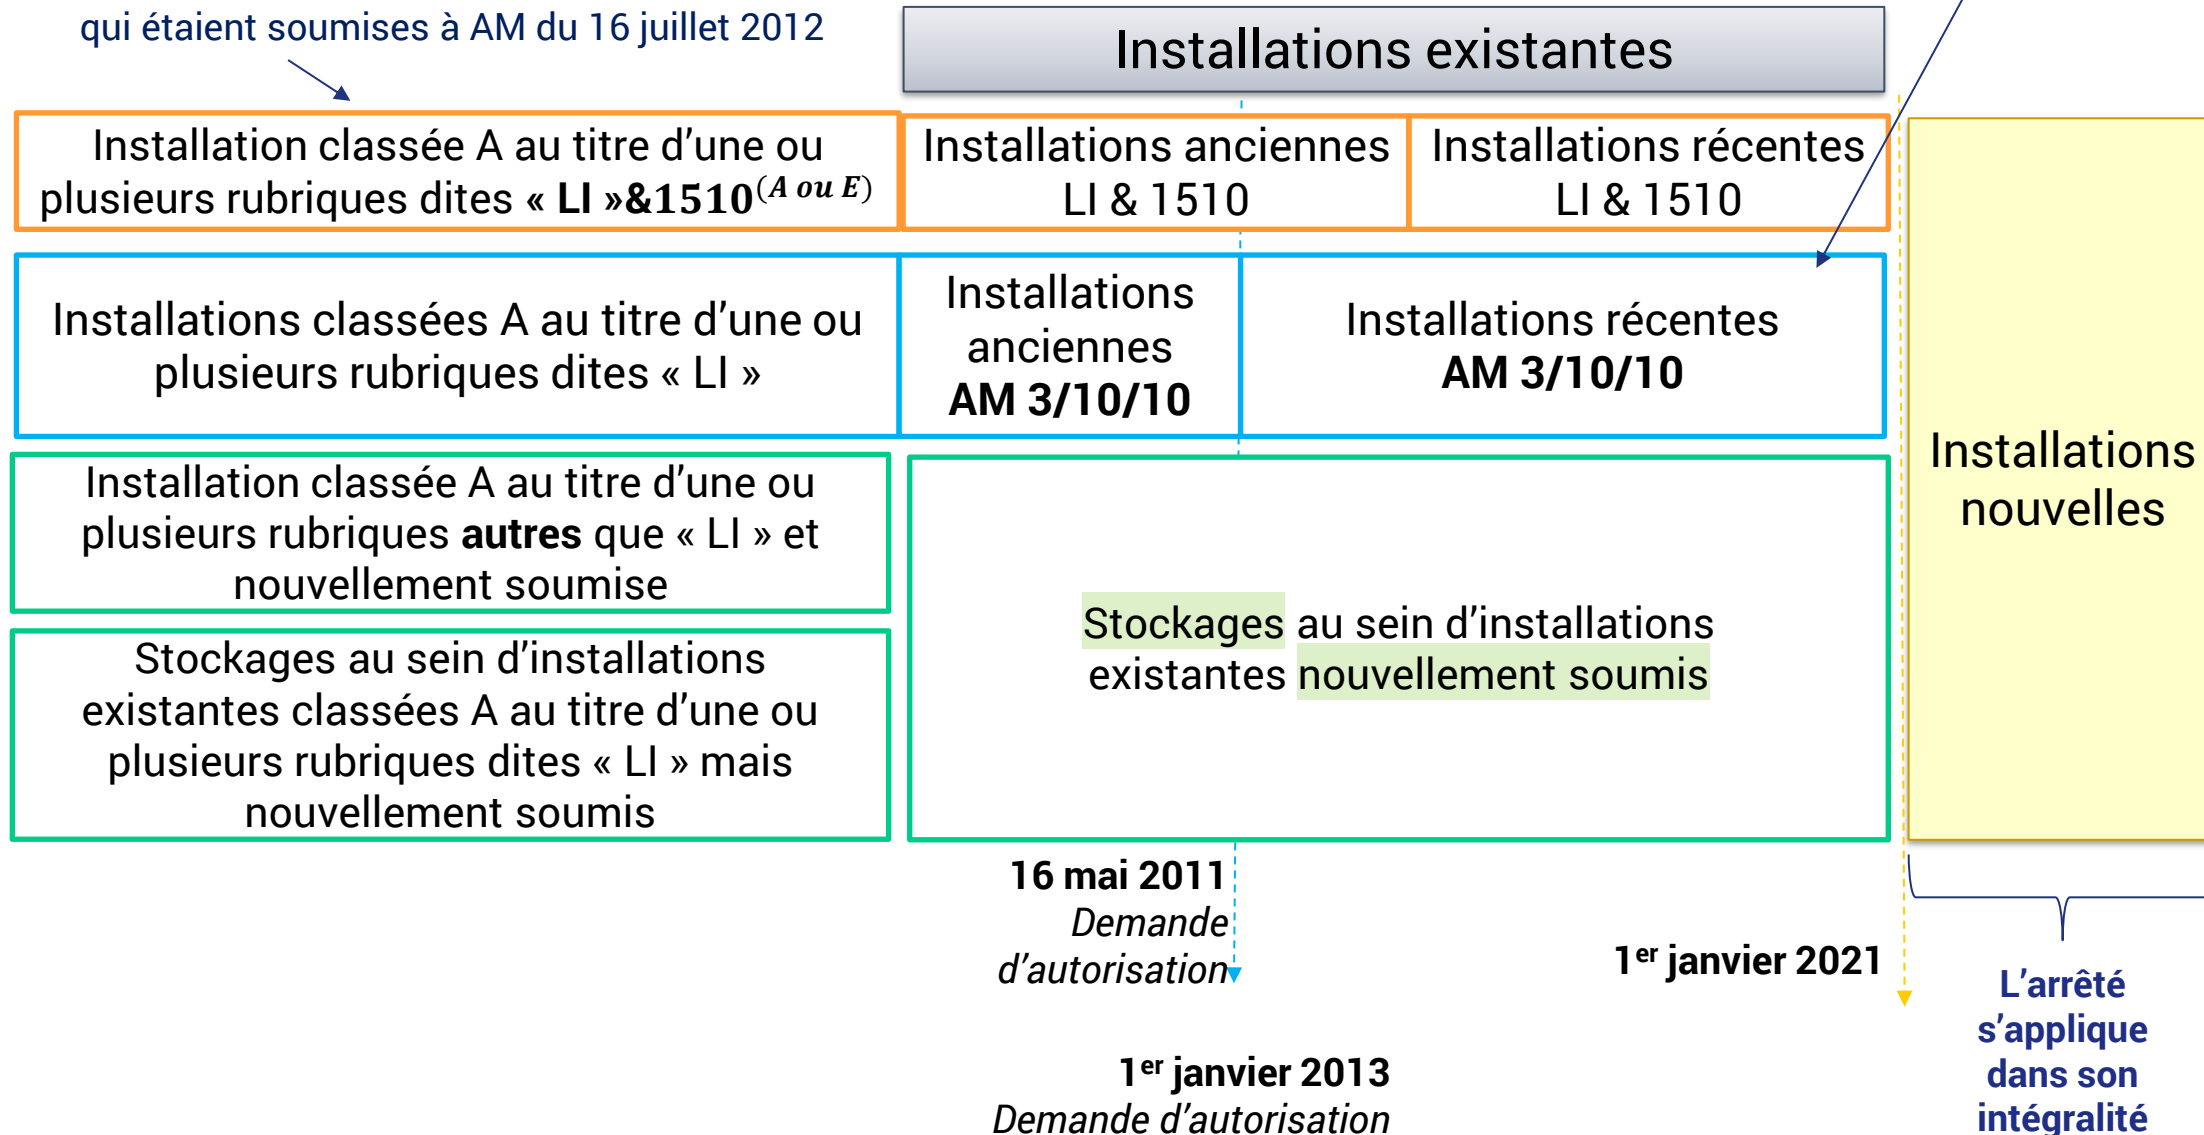 qui étaient soumises à AM du 16 juillet 2012
Installations existantes
Installation classée A au titre d’une ou
plusieurs rubriques dites « LI »&1510(A ou E)
Installations anciennes
LI & 1510
Installations récentes
LI & 1510
Installations classées A au titre d’une ou
plusieurs rubriques dites « LI »
Installations
anciennes
AM 3/10/10
Installations récentes
AM 3/10/10
Installation classée A au titre d’une ou
plusieurs rubriques autres que « LI » et
nouvellement soumise
Stockages au sein d’installations
existantes classées A au titre d’une ou
plusieurs rubriques dites « LI » mais
nouvellement soumis
Stockages au sein d’installations
existantes nouvellement soumis
Installations
nouvelles
16 mai 2011
Demande
d’autorisation
1er janvier 2021
1er janvier 2013
Demande d’autorisation
L’arrêté
s’applique
dans son
intégralité